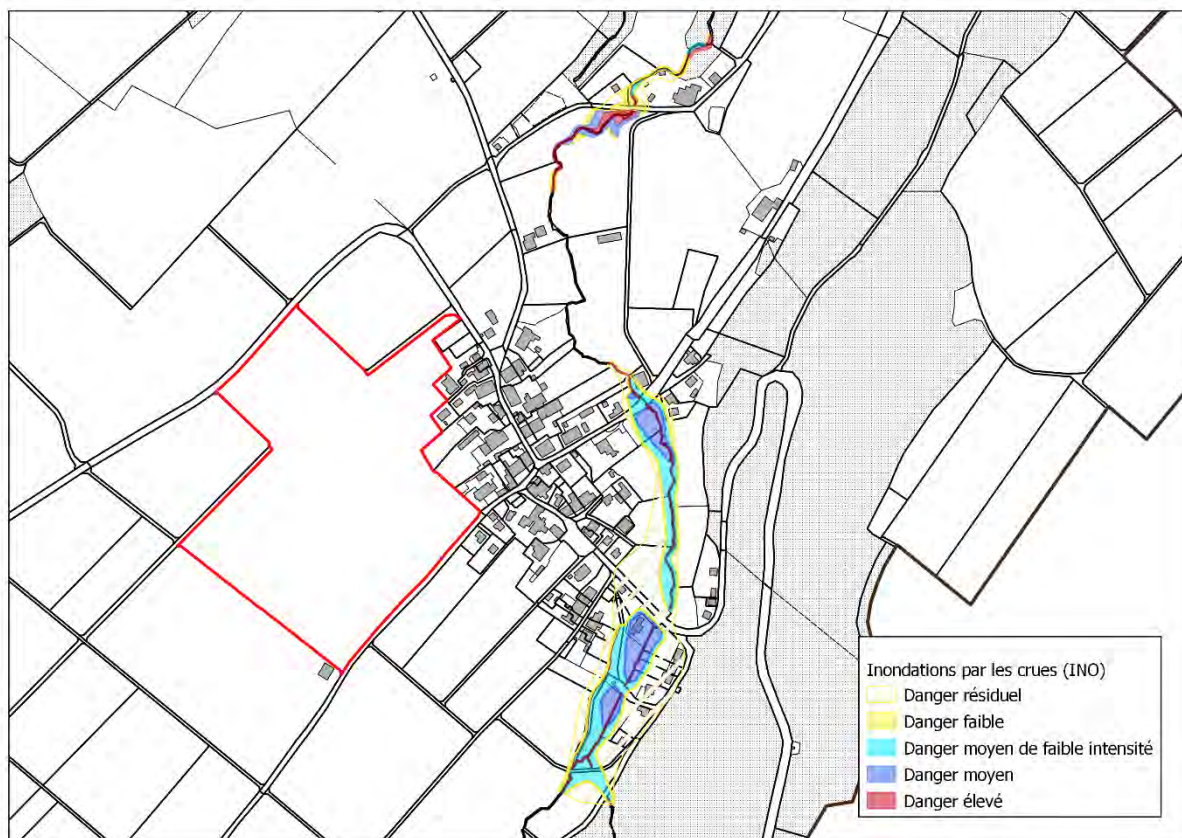 Inondations par les crues (INO)
Danger résiduel
Danger faible
Danger moyen de faible intensité
Danger moyen
Danger élevé